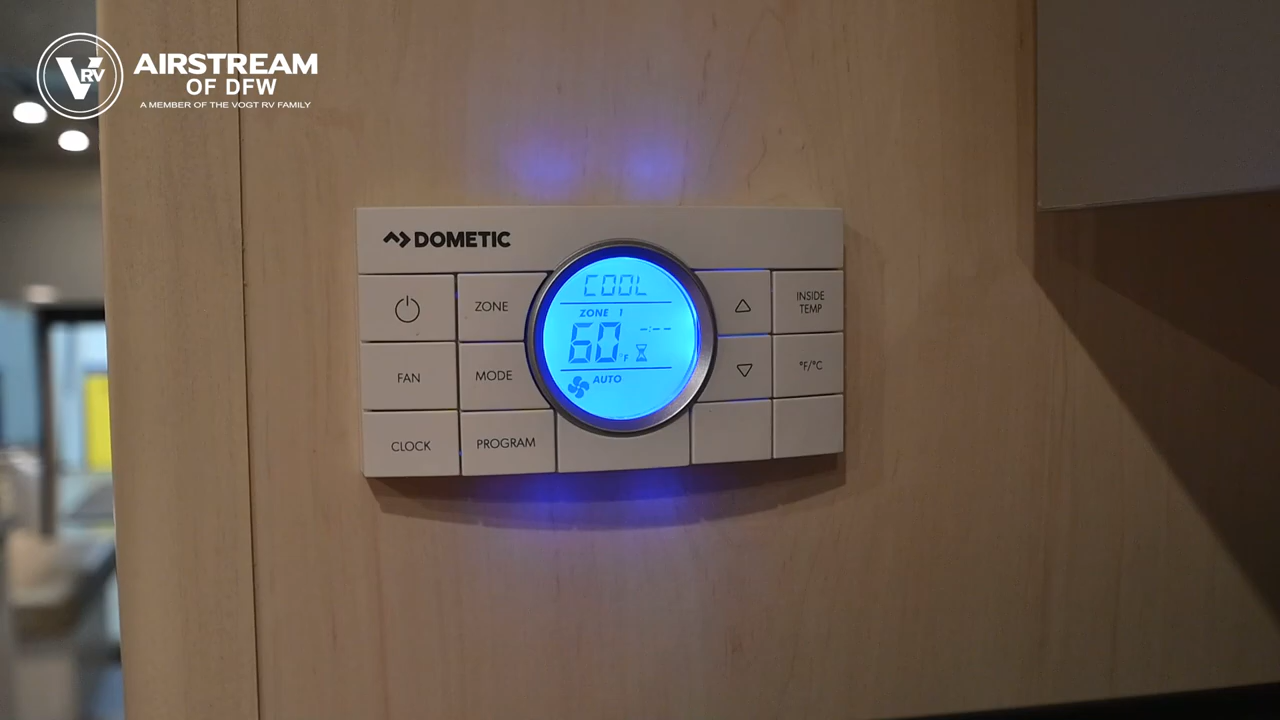 VRV
AIRSTREAM
OF DFW
A MEMBER OF THE VOGT RV FAMILY
DOMETIC
ZONE
FAN
MODE
CLOCK
PROGRAM
COOL
ZONE 1
60 °F -:--
AUTO
INSIDE
TEMP
°F/°C